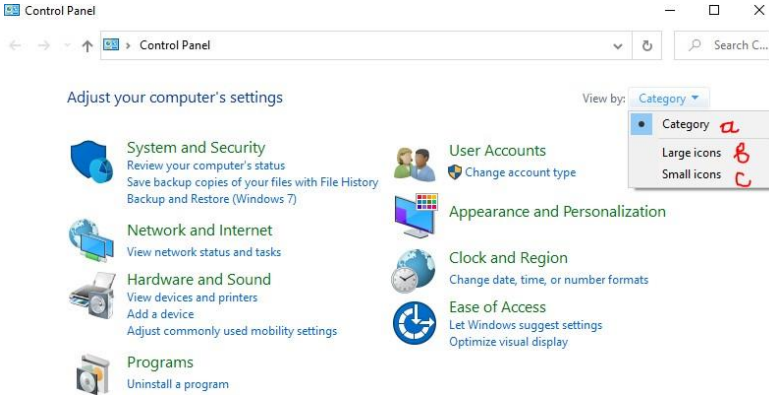 Control Panel
Control Panel
Search C...
Adjust your computer's settings
View by: Category
Category a
Large icons b
Small icons c
System and Security
Review your computer's status
Save backup copies of your files with File History
Backup and Restore (Windows 7)
Network and Internet
View network status and tasks
Hardware and Sound
View devices and printers
Add a device
Adjust commonly used mobility settings
Programs
Uninstall a program
User Accounts
Change account type
Appearance and Personalization
Clock and Region
Change date, time, or number formats
Ease of Access
Let Windows suggest settings
Optimize visual display